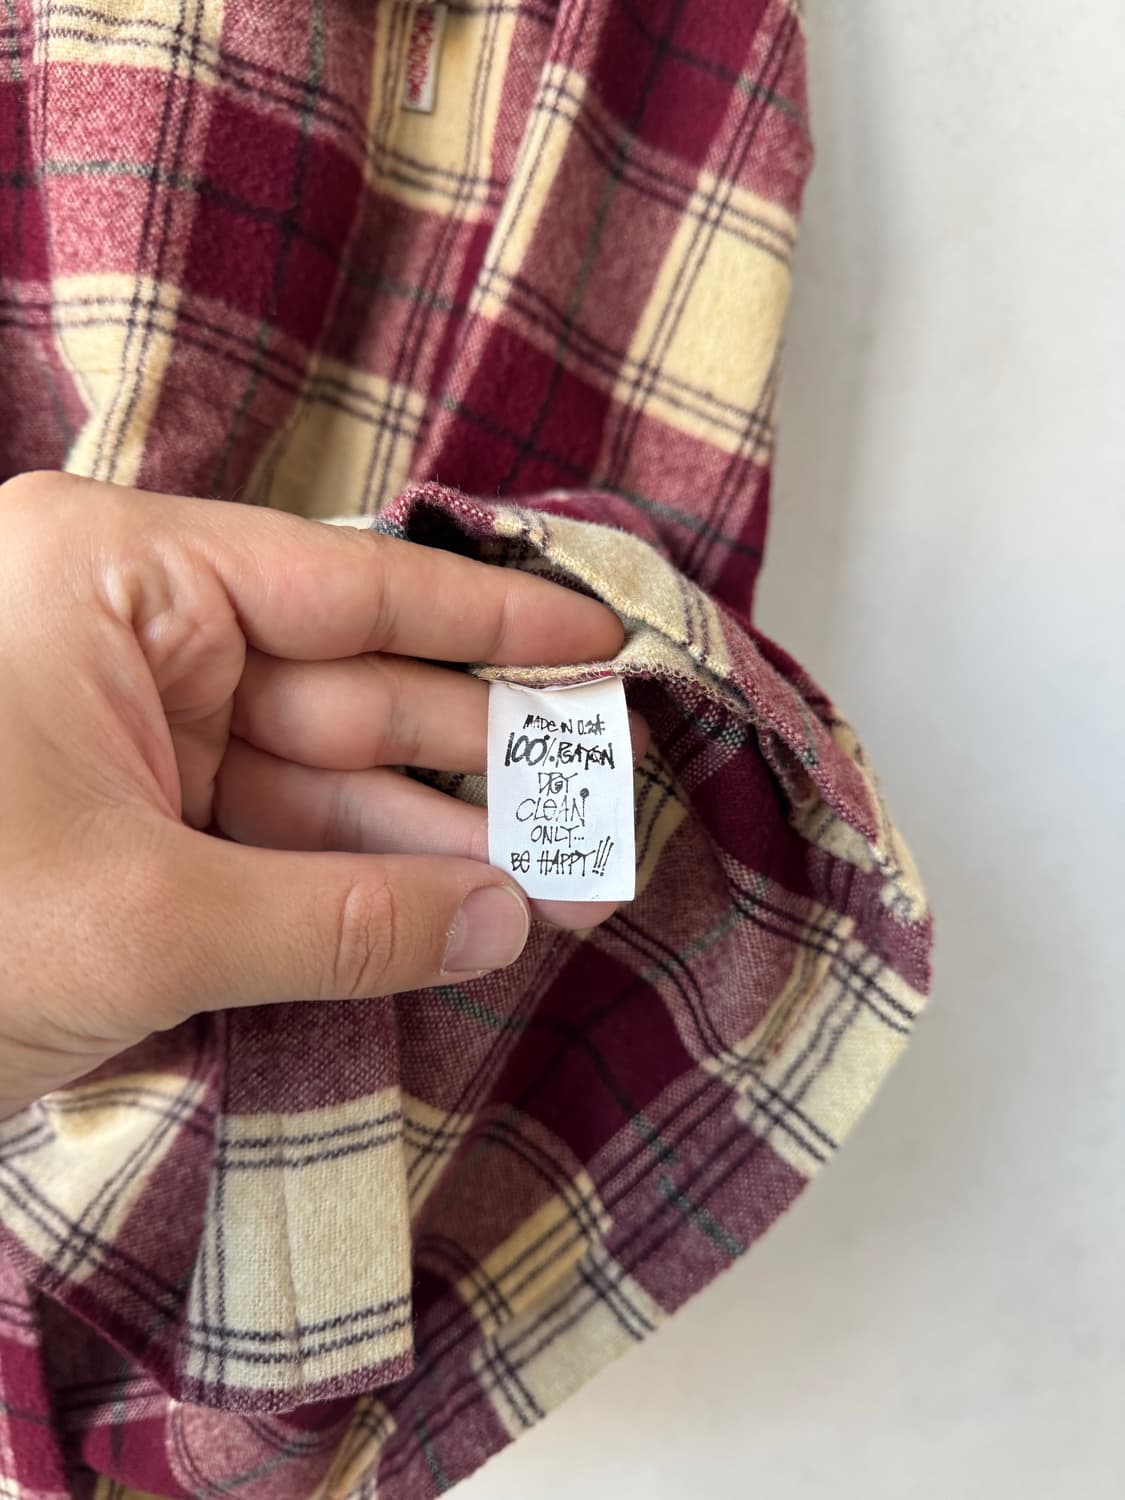 MADE IN U.S.A.
100% RAYON
DRY
CLEAN
ONLY...
BE HAPPY!!!